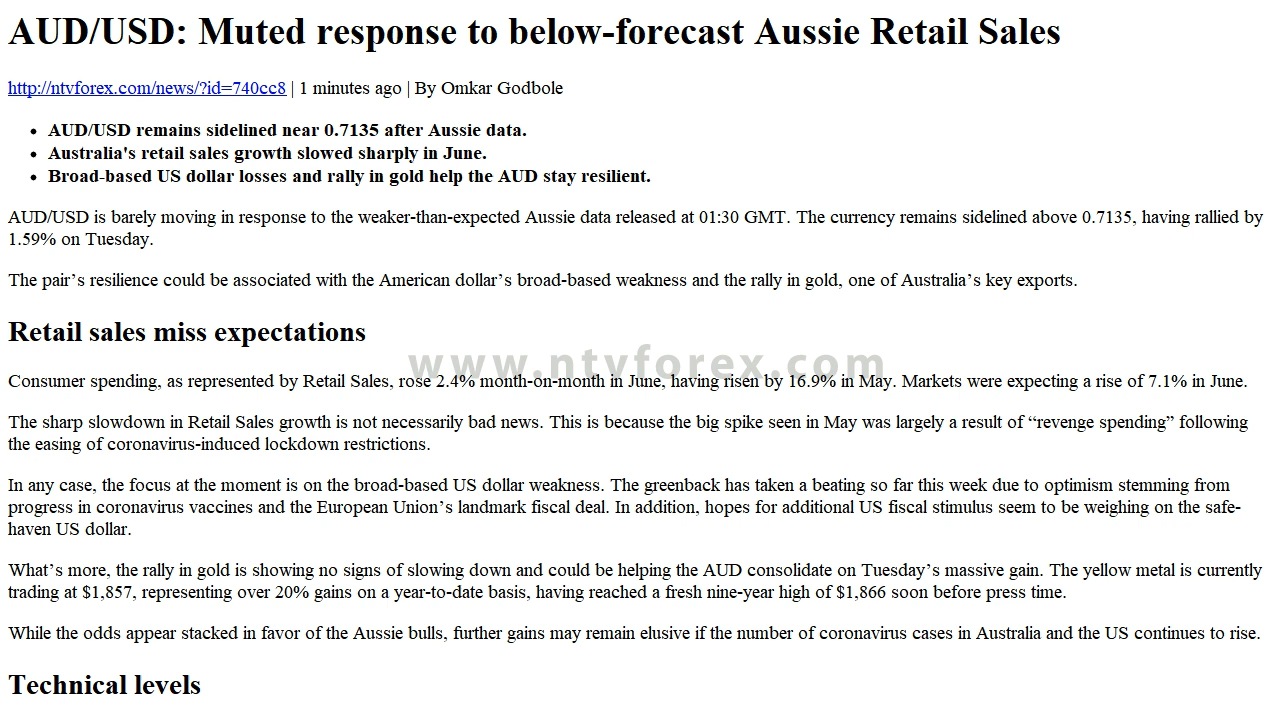 AUD/USD: Muted response to below-forecast Aussie Retail Sales
http://ntvforex.com/news/?id=740cc8 | 1 minutes ago | By Omkar Godbole
• AUD/USD remains sidelined near 0.7135 after Aussie data.
• Australia's retail sales growth slowed sharply in June.
• Broad-based US dollar losses and rally in gold help the AUD stay resilient.
AUD/USD is barely moving in response to the weaker-than-expected Aussie data released at 01:30 GMT. The currency remains sidelined above 0.7135, having rallied by
1.59% on Tuesday.
The pair’s resilience could be associated with the American dollar’s broad-based weakness and the rally in gold, one of Australia’s key exports.
Retail sales miss expectations
www.ntvforex.com
Consumer spending, as represented by Retail Sales, rose 2.4% month-on-month in June, having risen by 16.9% in May. Markets were expecting a rise of 7.1% in June.
The sharp slowdown in Retail Sales growth is not necessarily bad news. This is because the big spike seen in May was largely a result of “revenge spending” following
the easing of coronavirus-induced lockdown restrictions.
In any case, the focus at the moment is on the broad-based US dollar weakness. The greenback has taken a beating so far this week due to optimism stemming from
progress in coronavirus vaccines and the European Union’s landmark fiscal deal. In addition, hopes for additional US fiscal stimulus seem to be weighing on the safe-
haven US dollar.
What’s more, the rally in gold is showing no signs of slowing down and could be helping the AUD consolidate on Tuesday’s massive gain. The yellow metal is currently
trading at $1,857, representing over 20% gains on a year-to-date basis, having reached a fresh nine-year high of $1,866 soon before press time.
While the odds appear stacked in favor of the Aussie bulls, further gains may remain elusive if the number of coronavirus cases in Australia and the US continues to rise.
Technical levels